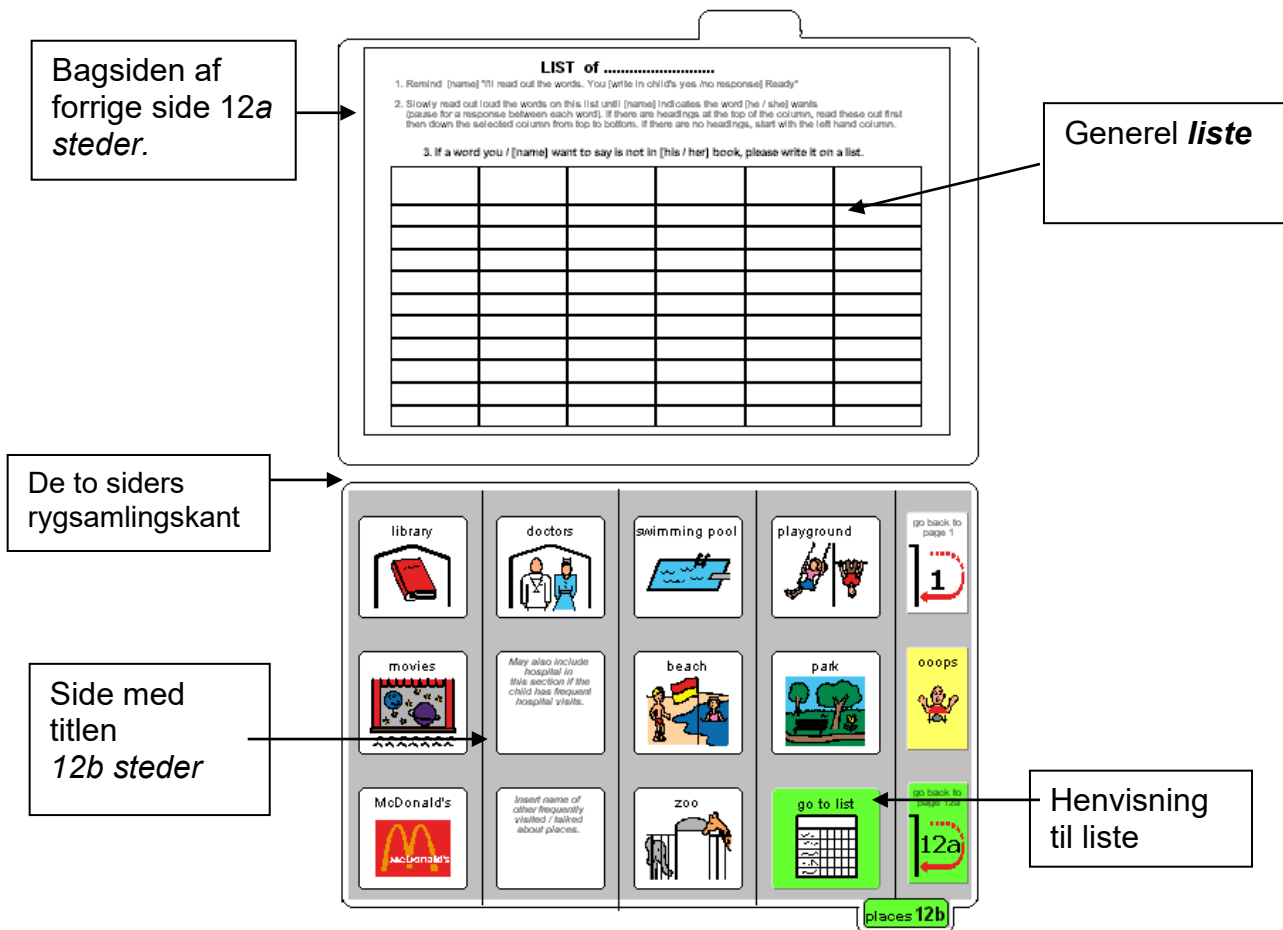 Bagsiden af
forrige side 12a
steder.
LIST of ..........................
1. Remind [name] "I'll read out the words. You [write in child's yes /no response] Ready"
2. Slowly read out loud the words on this list until [name] indicates the word [he / she] wants
(pause for a response between each word). If there are headings at the top of the column, read these out first
then down the selected column from top to bottom. If there are no headings, start with the left hand column.
3. If a word you / [name] want to say is not in [his / her] book, please write it on a list.
Generel liste
De to siders
rygsamlingskant
library
doctors
swimming pool
playground
go back to
page 1
1
Side med
titlen
12b steder
movies
May also include
hospital in
this section if the
child has frequent
hospital visits.
beach
park
ooops
McDonald's
McDonald's
Insert name of
other frequently
visited / talked
about places.
zoo
go to list
go back to
page 12a
12a
Henvisning
til liste
places 12b